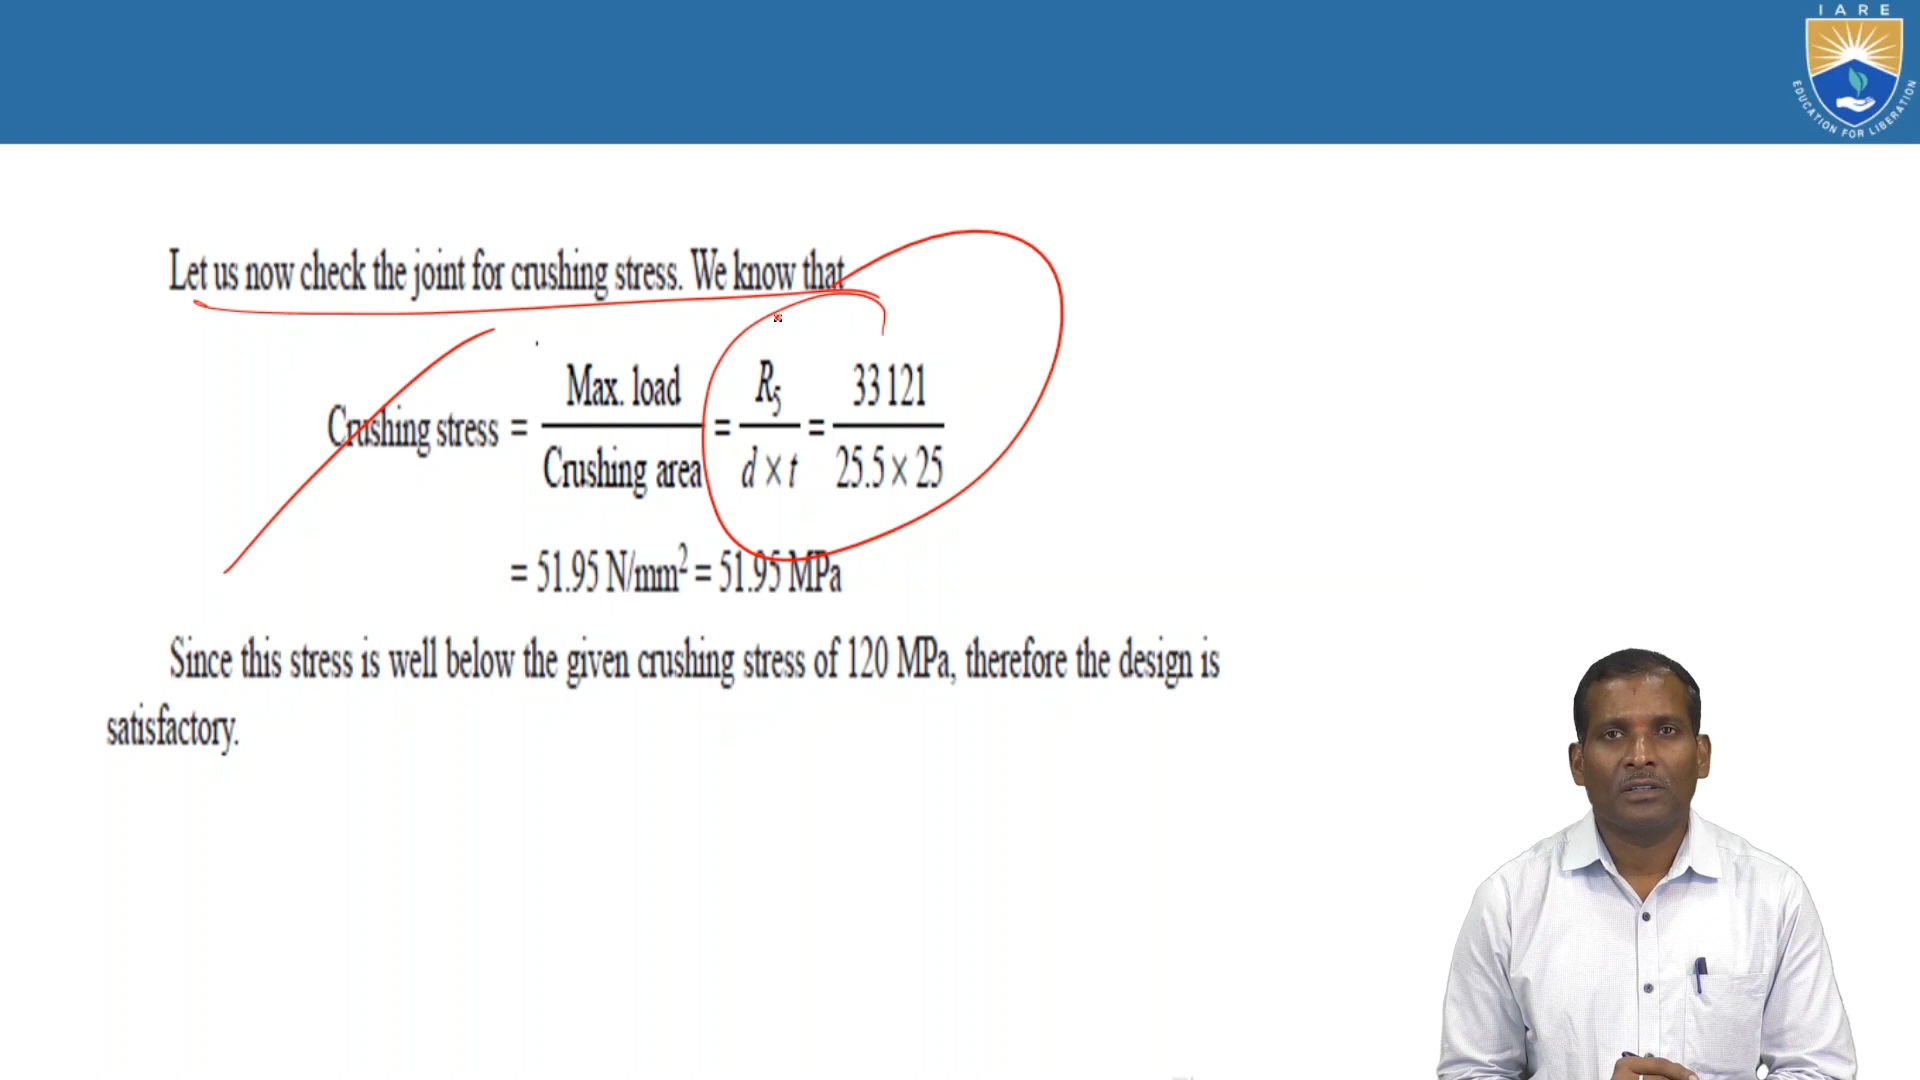 IARE
EDUCATION FOR LIBERATION
Let us now check the joint for crushing stress. We know that
Crushing stress = Max. load / Crushing area = R₅ / d × t = 33 121 / 25.5 × 25
= 51.95 N/mm² = 51.95 MPa
Since this stress is well below the given crushing stress of 120 MPa, therefore the design is
satisfactory.